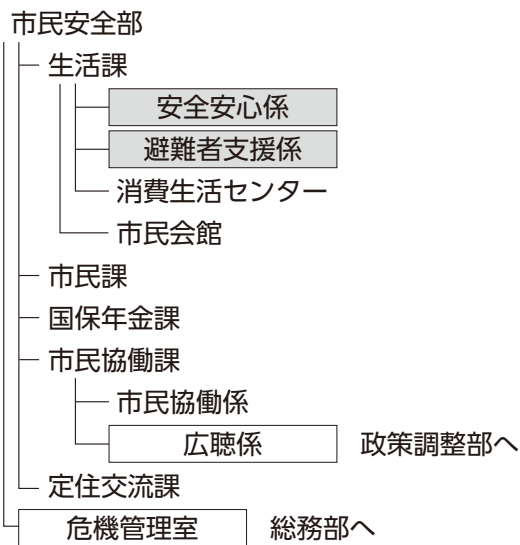 市民安全部
生活課
安全安心係
避難者支援係
消費生活センター
市民会館
市民課
国保年金課
市民協働課
市民協働係
広聴係 政策調整部へ
定住交流課
危機管理室 総務部へ